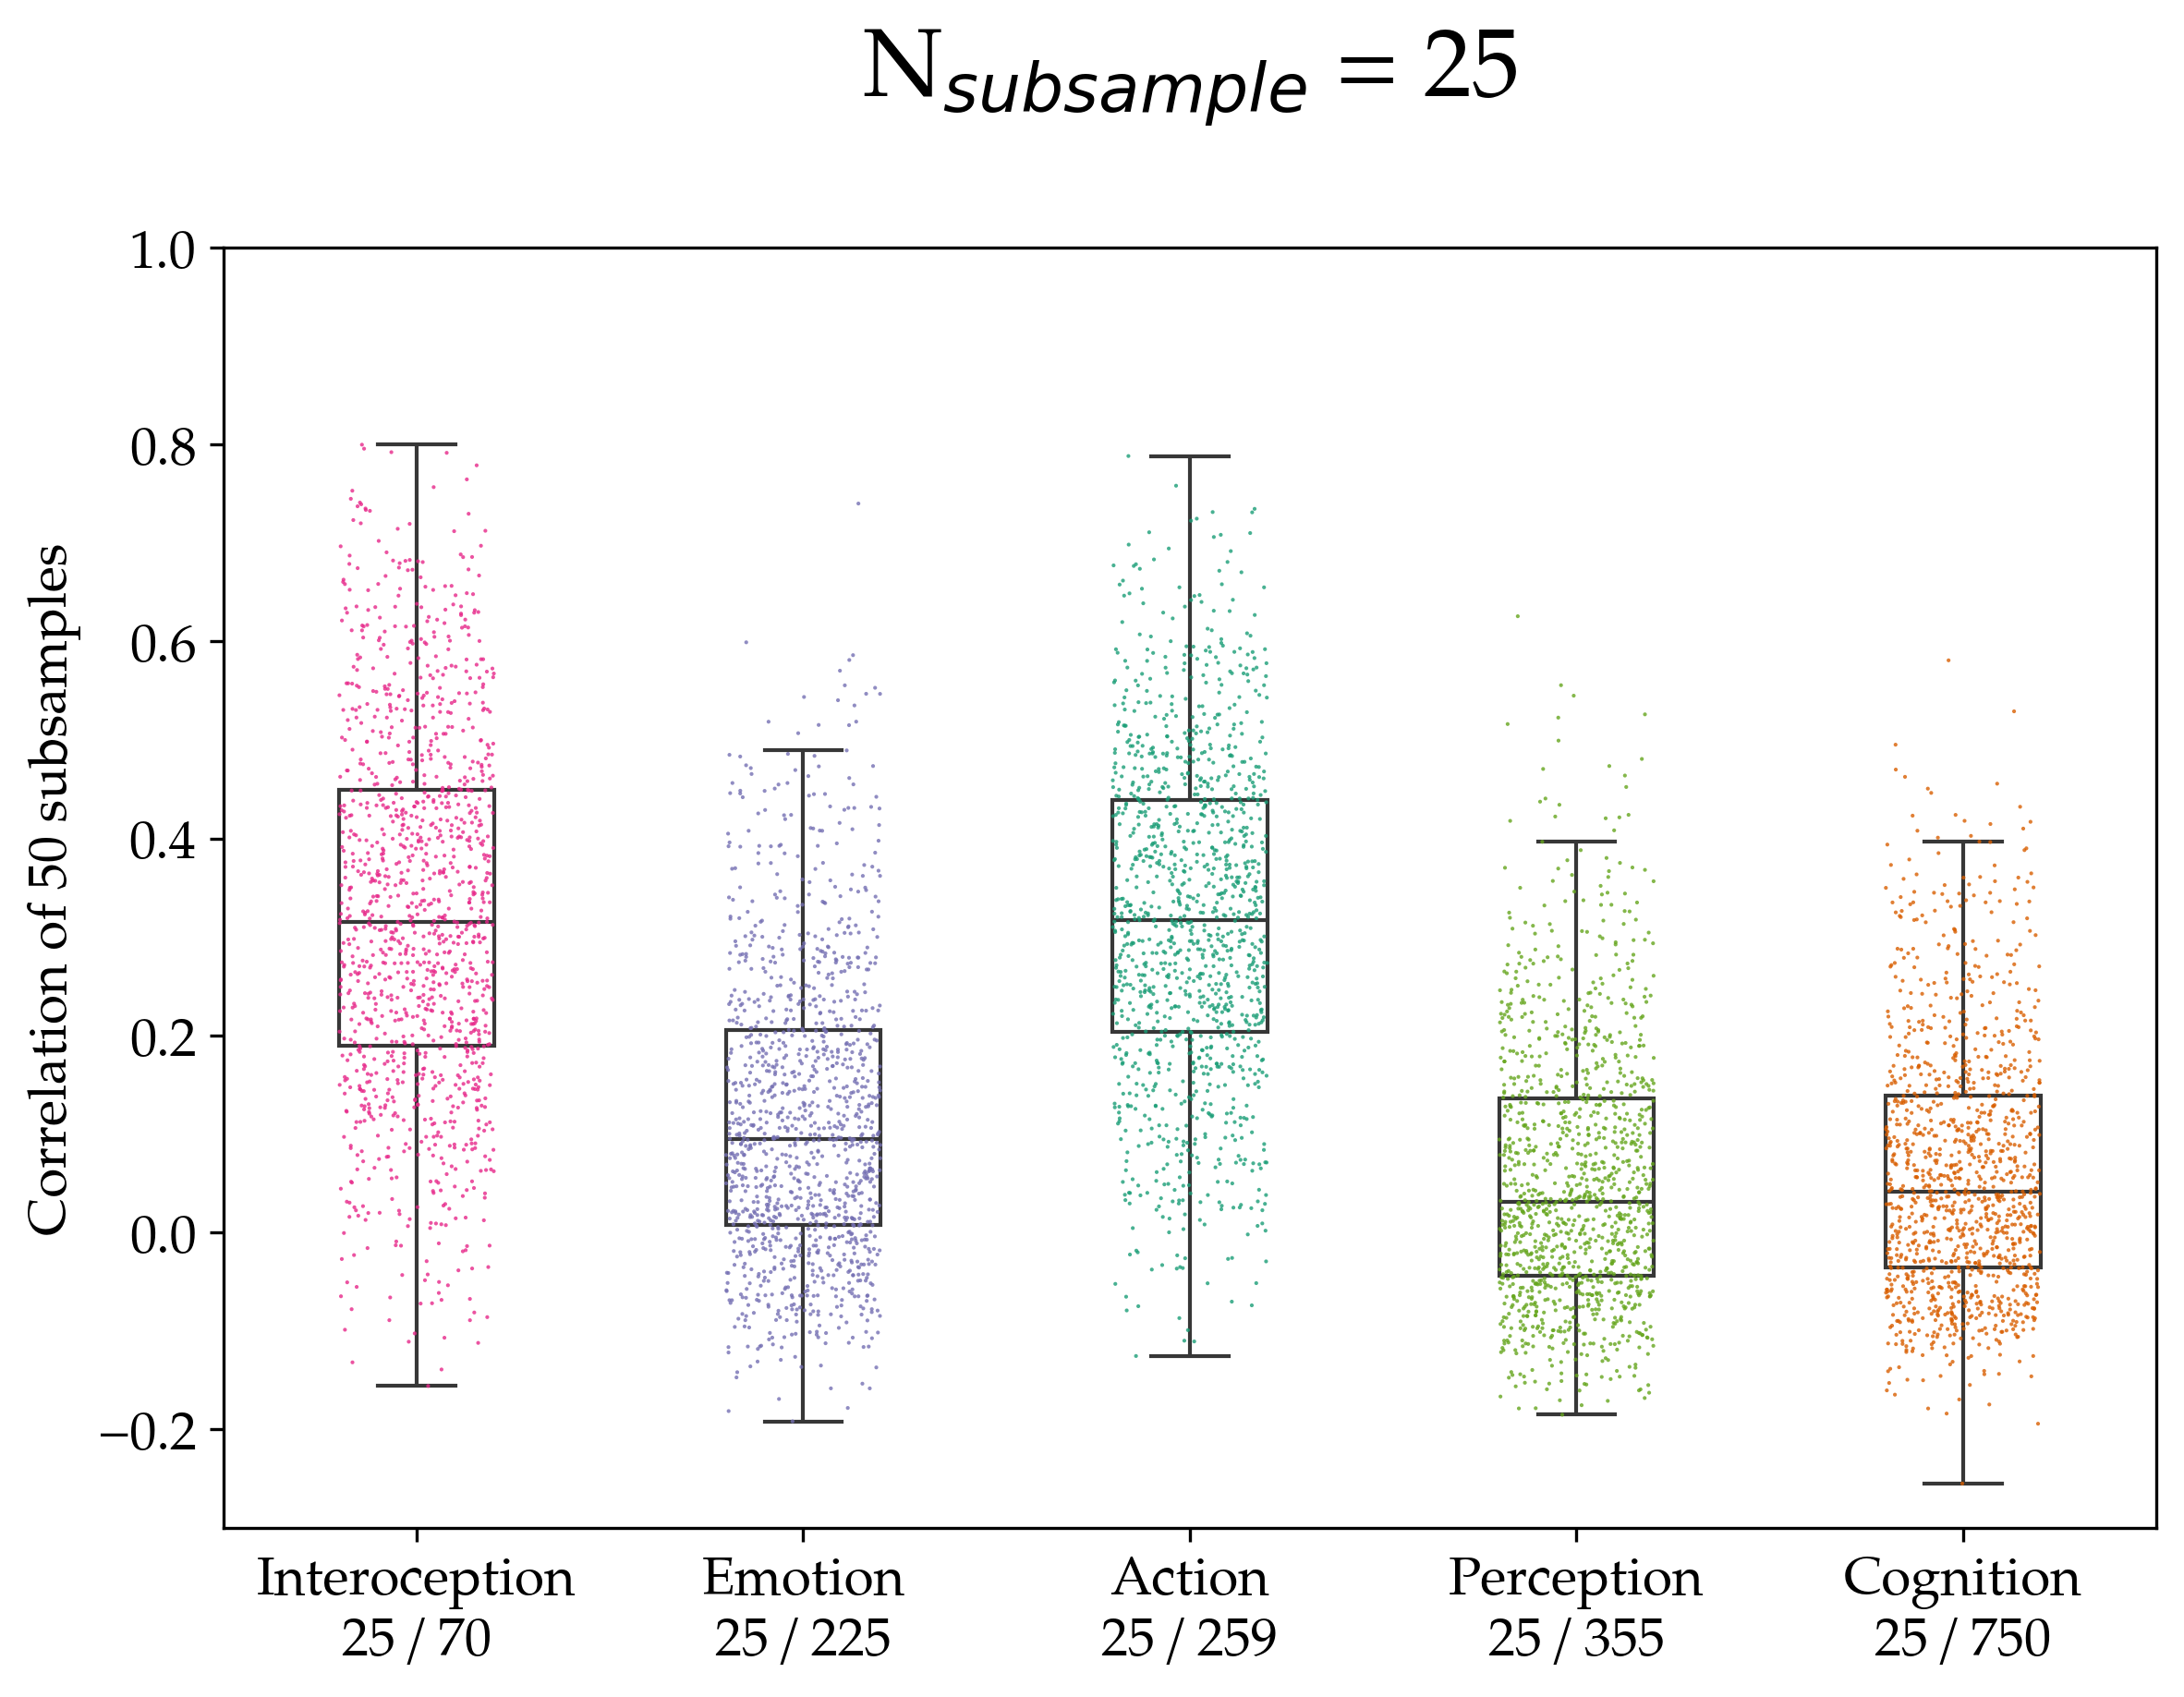 N_subsample = 25
Correlation of 50 subsamples
1.0
0.8
0.6
0.4
0.2
0.0
−0.2
Interoception
25 / 70
Emotion
25 / 225
Action
25 / 259
Perception
25 / 355
Cognition
25 / 750